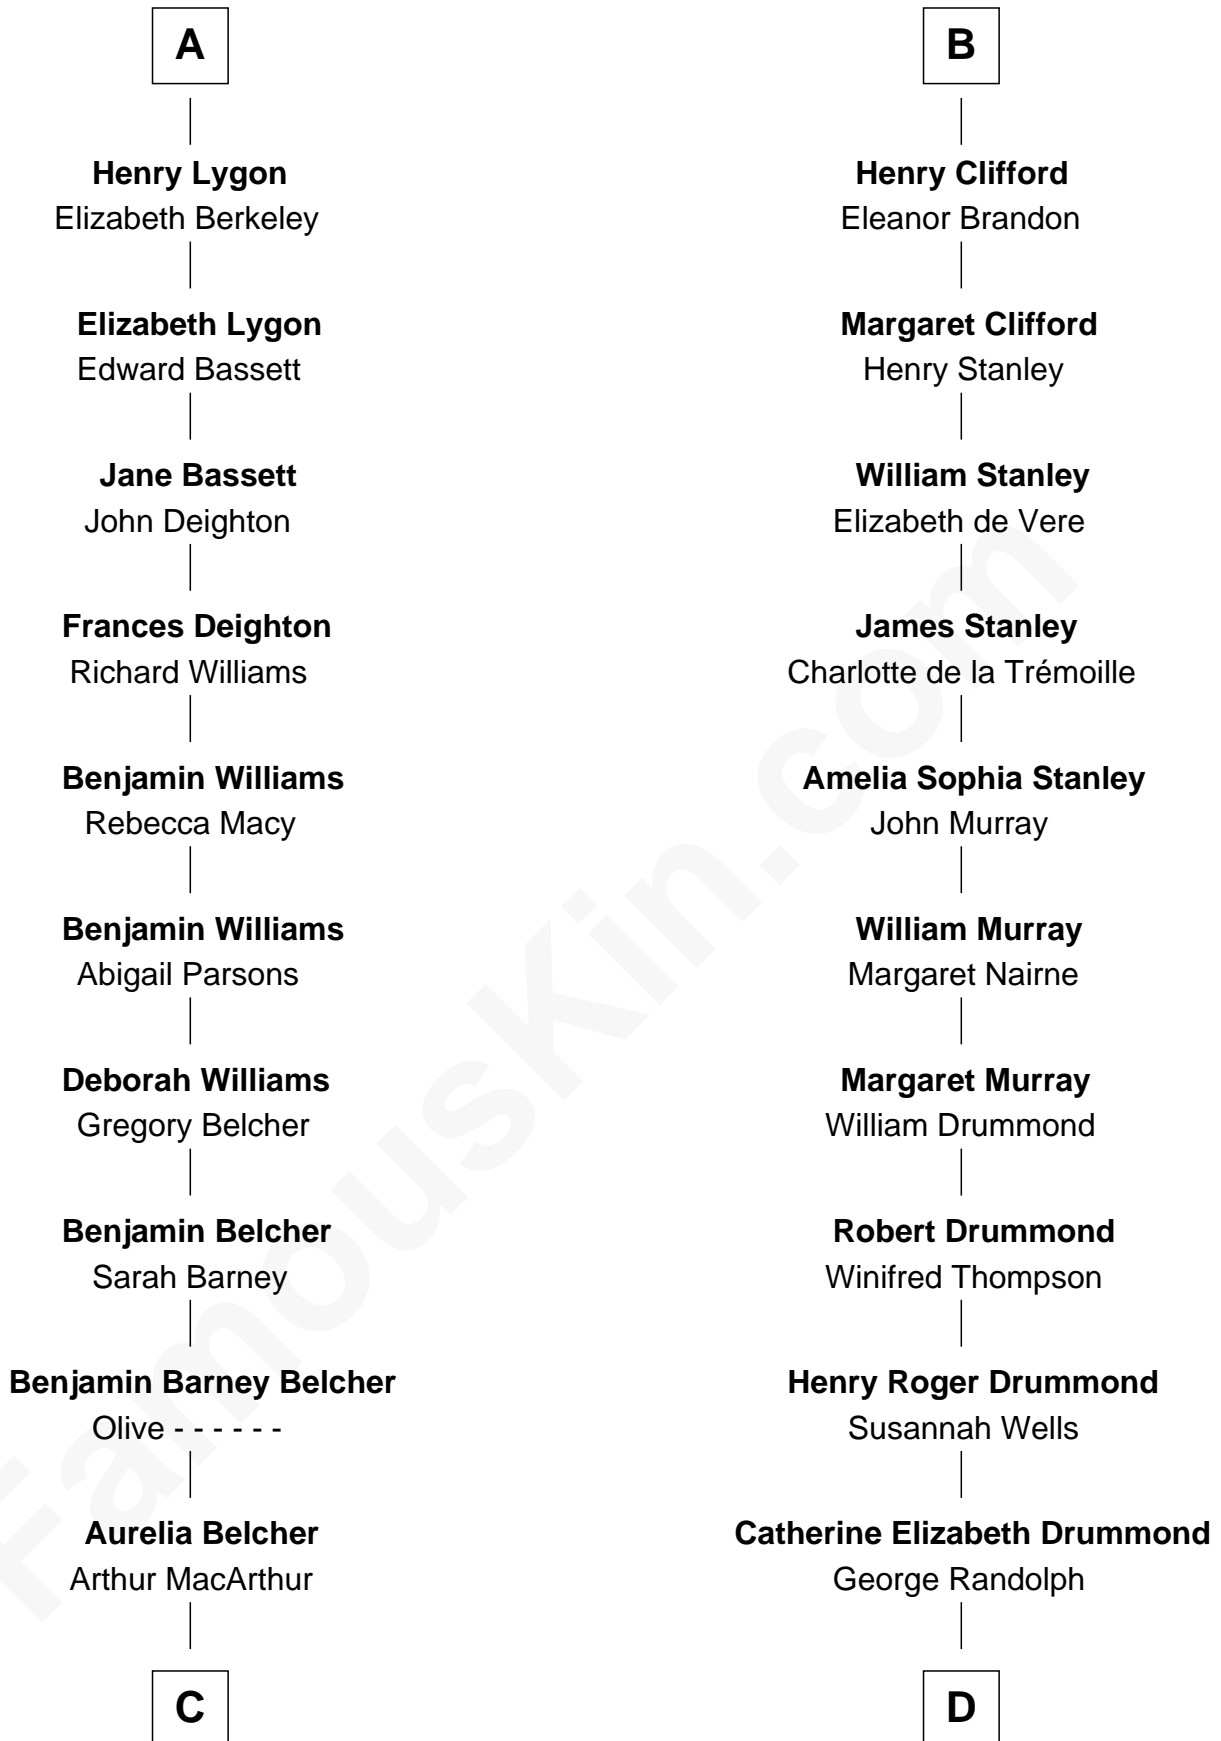 A
Henry Lygon
Elizabeth Berkeley
Elizabeth Lygon
Edward Bassett
Jane Bassett
John Deighton
Frances Deighton
Richard Williams
Benjamin Williams
Rebecca Macy
Benjamin Williams
Abigail Parsons
Deborah Williams
Gregory Belcher
Benjamin Belcher
Sarah Barney
Benjamin Barney Belcher
Olive - - - - - -
Aurelia Belcher
Arthur MacArthur
C
B
Henry Clifford
Eleanor Brandon
Margaret Clifford
Henry Stanley
William Stanley
Elizabeth de Vere
James Stanley
Charlotte de la Trémoille
Amelia Sophia Stanley
John Murray
William Murray
Margaret Nairne
Margaret Murray
William Drummond
Robert Drummond
Winifred Thompson
Henry Roger Drummond
Susannah Wells
Catherine Elizabeth Drummond
George Randolph
D
FamousKin.com